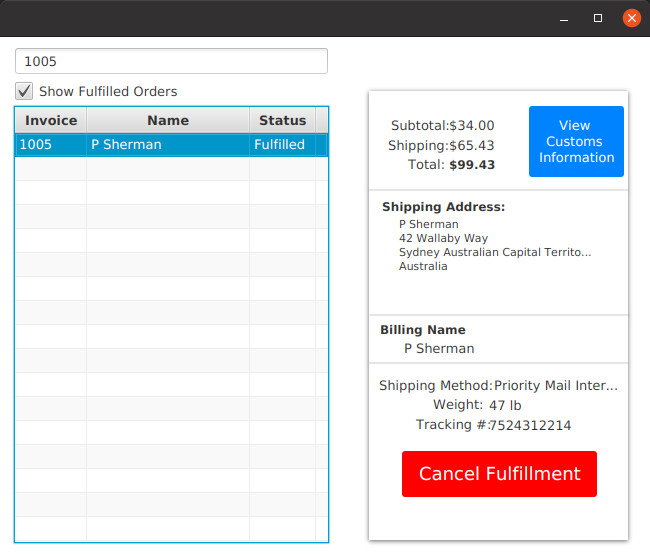 1005
Show Fulfilled Orders
Invoice Name Status
1005 P Sherman Fulfilled
Subtotal:$34.00
Shipping:$65.43
Total: $99.43
View
Customs
Information
Shipping Address:
P Sherman
42 Wallaby Way
Sydney Australian Capital Territo...
Australia
Billing Name
P Sherman
Shipping Method:Priority Mail Inter...
Weight: 47 lb
Tracking #:7524312214
Cancel Fulfillment